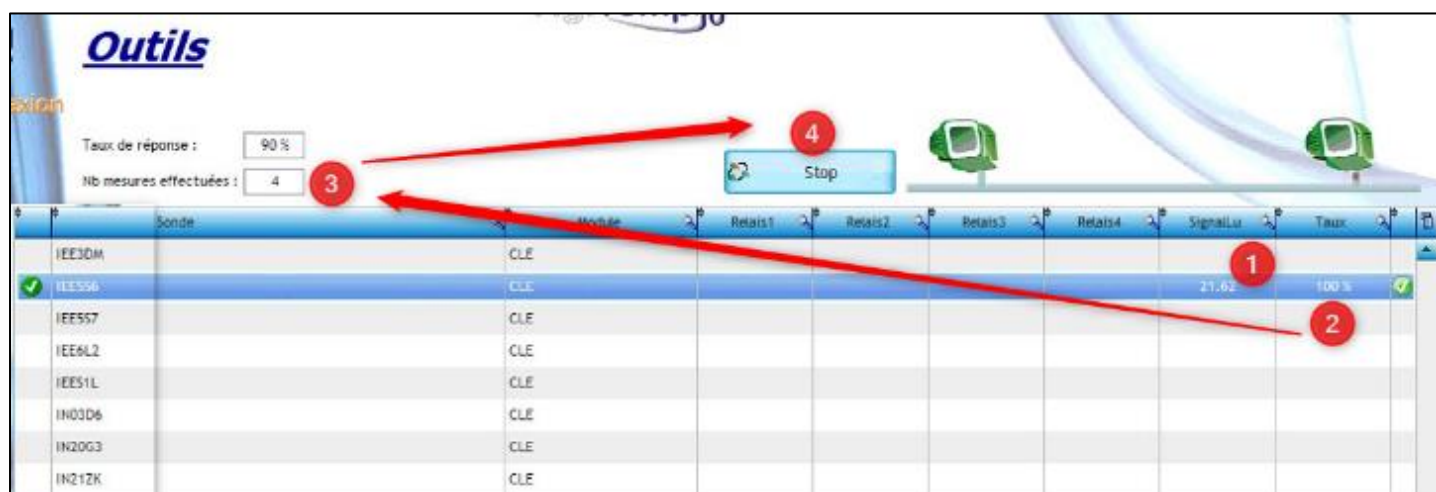 Outils
exion
Taux de réponse : 90 %
4
Stop
Nb mesures effectuées : 4 3
Sonde Module Relais1 Relais2 Relais3 Relais4 SignalLu Taux
IEE3DM CLE
1
IEE5S6 CLE 21.62 100 %
IEE5S7 CLE
2
IEE6L2 CLE
IEES1L CLE
IN03D6 CLE
IN20G3 CLE
IN21ZK CLE